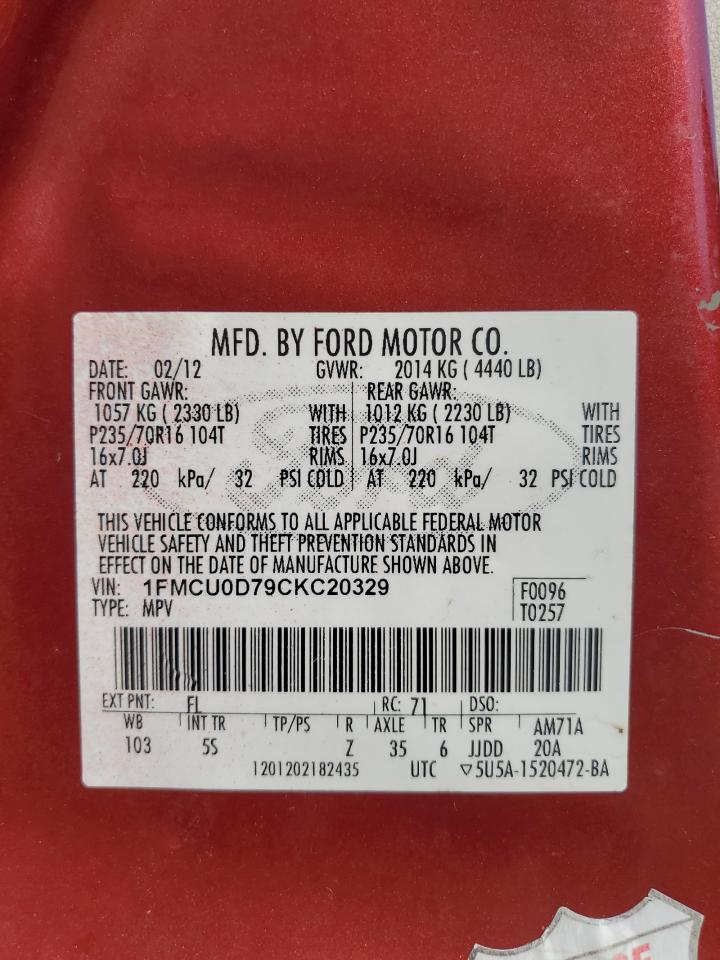 MFD. BY FORD MOTOR CO.
DATE: 02/12 GVWR: 2014 KG ( 4440 LB)
FRONT GAWR: REAR GAWR:
1057 KG ( 2330 LB) WITH 1012 KG ( 2230 LB) WITH
P235/70R16 104T TIRES P235/70R16 104T TIRES
16x7.0J RIMS 16x7.0J RIMS
AT 220 kPa/ 32 PSI COLD AT 220 kPa/ 32 PSI COLD
Ford
THIS VEHICLE CONFORMS TO ALL APPLICABLE FEDERAL MOTOR
VEHICLE SAFETY AND THEFT PREVENTION STANDARDS IN
EFFECT ON THE DATE OF MANUFACTURE SHOWN ABOVE.
VIN: 1FMCU0D79CKC20329 F0096
TYPE: MPV T0257
EXT PNT: FL RC: 71 DSO:
WB INT TR TP/PS R AXLE TR SPR AM71A
103 5S Z 35 6 JJDD 20A
1201202182435 UTC ▽5U5A-1520472-BA